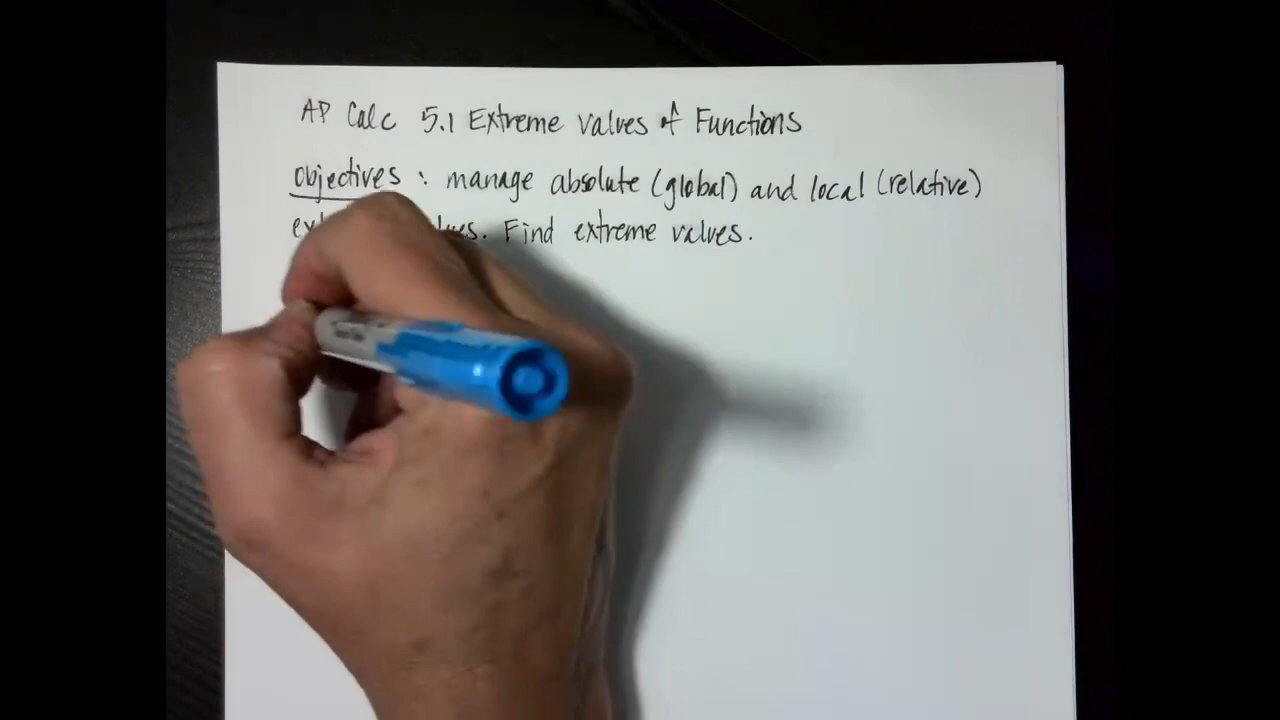 AP Calc 5.1 Extreme Values of Functions
objectives : manage absolute (global) and local (relative)
Find extreme values.